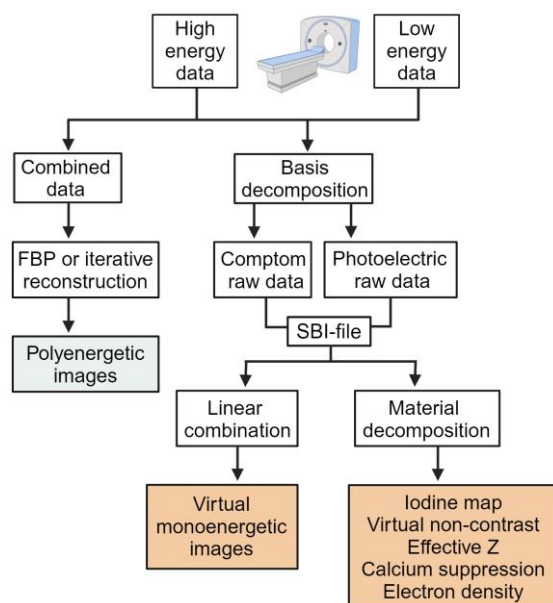 High
energy
data
Low
energy
data
Combined
data
Basis
decomposition
FBP or iterative
reconstruction
Comptom
raw data
Photoelectric
raw data
SBI-file
Polyenergetic
images
Linear
combination
Material
decomposition
Virtual
monoenergetic
images
Iodine map
Virtual non-contrast
Effective Z
Calcium suppression
Electron density